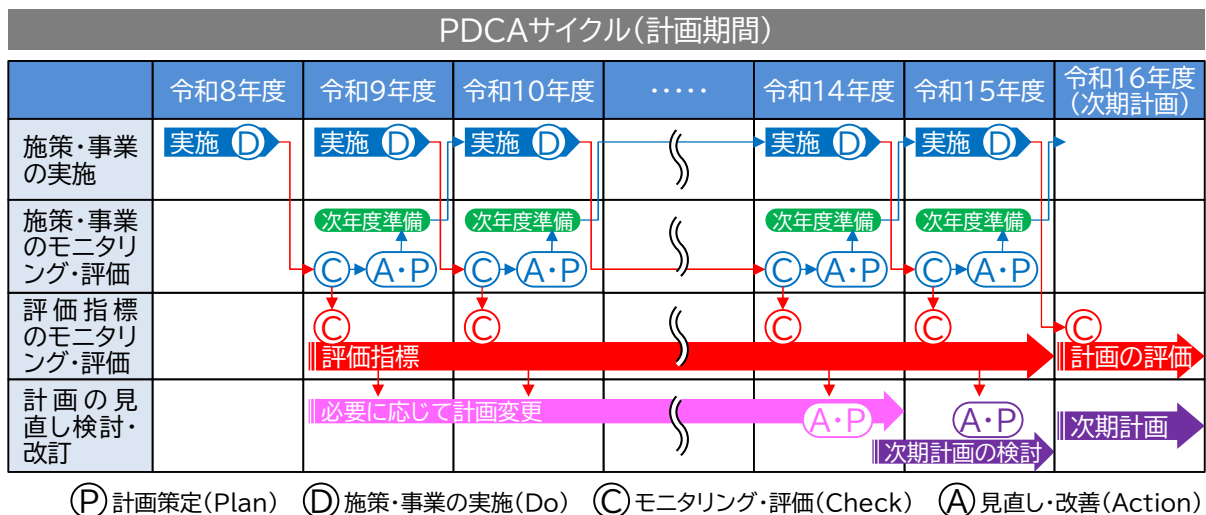 PDCAサイクル(計画期間)
令和8年度 令和9年度 令和10年度 ・・・・・ 令和14年度 令和15年度 令和16年度
(次期計画)
施策・事業
の実施
実施 D 実施 D 実施 D 実施 D 実施 D
施策・事業
のモニタリ
ング・評価
次年度準備 次年度準備 次年度準備 次年度準備
C A・P C A・P C A・P C A・P
評価指標
のモニタリ
ング・評価
C C C C C
評価指標 計画の評価
計画の見
直し検討・
改訂
必要に応じて計画変更 A・P A・P 次期計画
次期計画の検討
P 計画策定(Plan) D 施策・事業の実施(Do) C モニタリング・評価(Check) A 見直し・改善(Action)